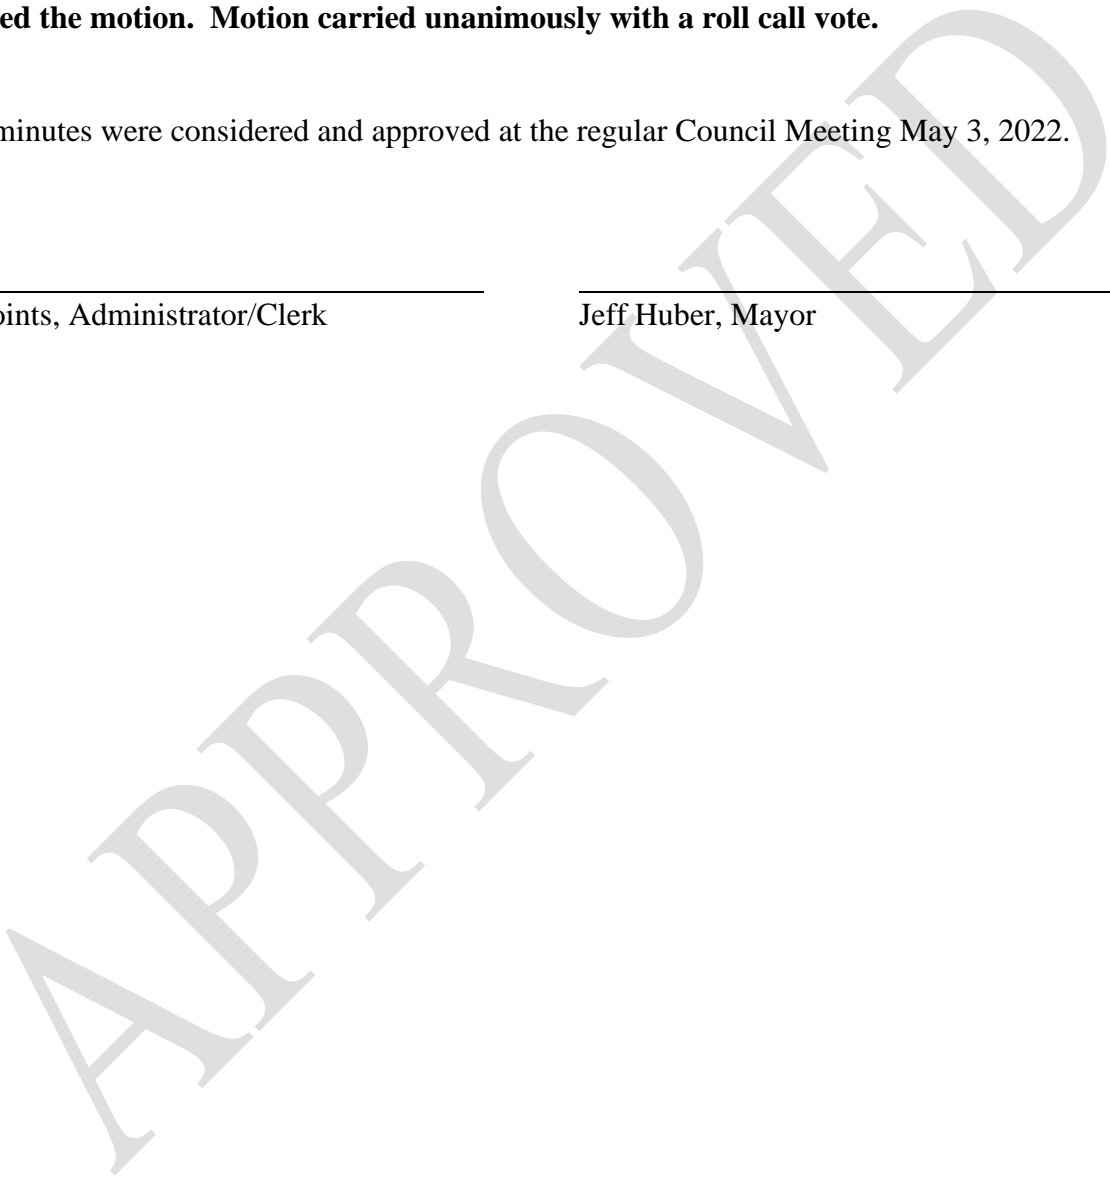 ed the motion.  Motion carried unanimously with a roll call vote.
minutes were considered and approved at the regular Council Meeting May 3, 2022.
oints, Administrator/Clerk
Jeff Huber, Mayor
APPROVED